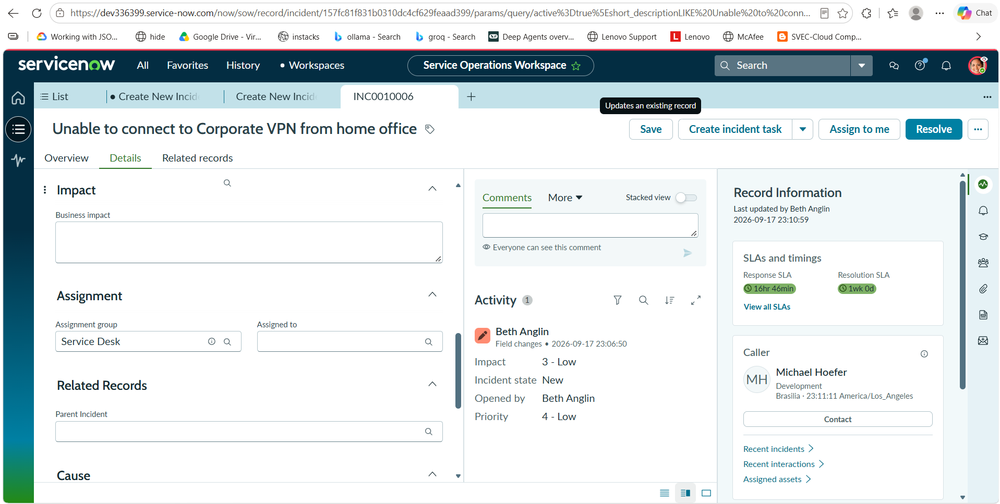 https://dev336399.service-now.com/now/sow/record/incident/157fc81f831b0310dc4cf629feaad399/params/query/active%3Dtrue%5Eshort_descriptionLIKE%20Unable%20to%20conn...
Chat
Working with JSO...
hide
Google Drive - Vir...
instacks
ollama - Search
groq - Search
Deep Agents overv...
Lenovo Support
L Lenovo
McAfee
SVEC-Cloud Comp...
servicenow
All
Favorites
History
• Workspaces
Service Operations Workspace
Search
List
• Create New Incid
Create New Incid
INC0010006
Updates an existing record
Unable to connect to Corporate VPN from home office
Save
Create incident task
Assign to me
Resolve
Overview
Details
Related records
Impact
Business impact
Assignment
Assignment group
Service Desk
Assigned to
Related Records
Parent Incident
Cause
Comments
More
Stacked view
Everyone can see this comment
Activity 1
Beth Anglin
Field changes • 2026-09-17 23:06:50
Impact 3 - Low
Incident state New
Opened by Beth Anglin
Priority 4 - Low
Record Information
Last updated by Beth Anglin
2026-09-17 23:10:59
SLAs and timings
Response SLA
Resolution SLA
16hr 46min
1wk 0d
View all SLAs
Caller
MH
Michael Hoefer
Development
Brasilia · 23:11:11 America/Los_Angeles
Contact
Recent incidents
Recent interactions
Assigned assets